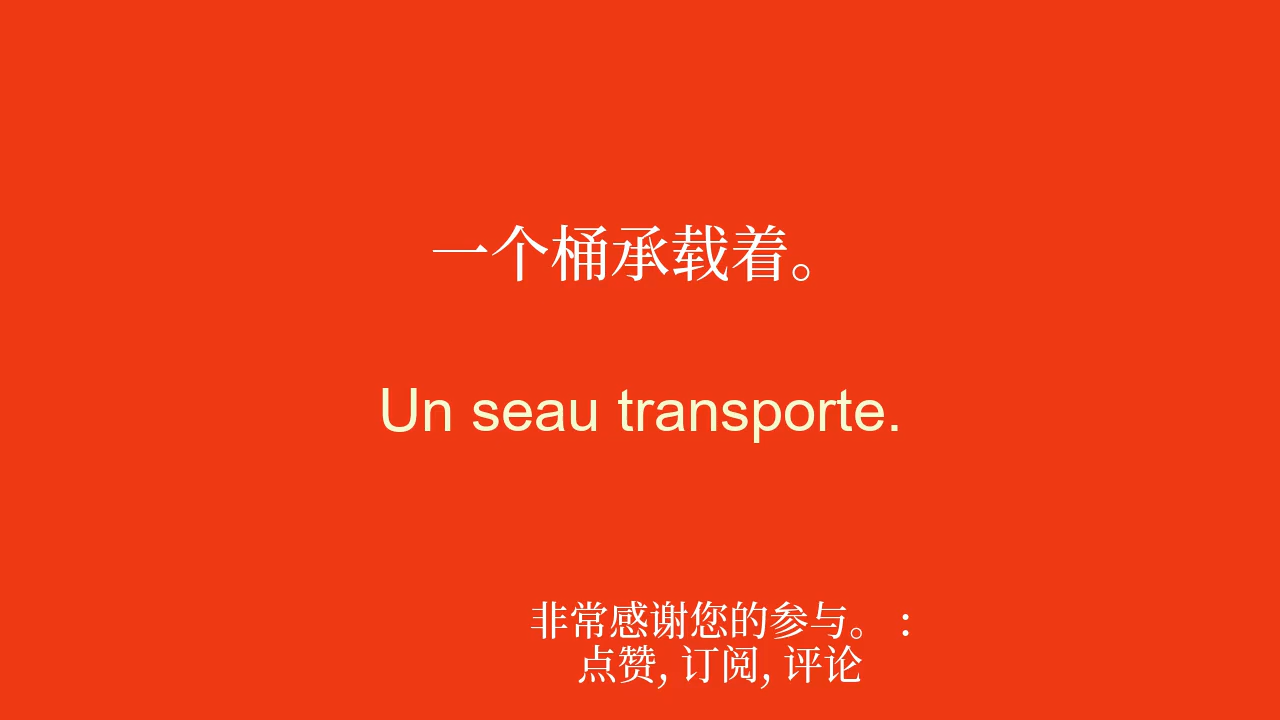 一个桶承载着。
Un seau transporte.
非常感谢您的参与。 :
点赞, 订阅, 评论